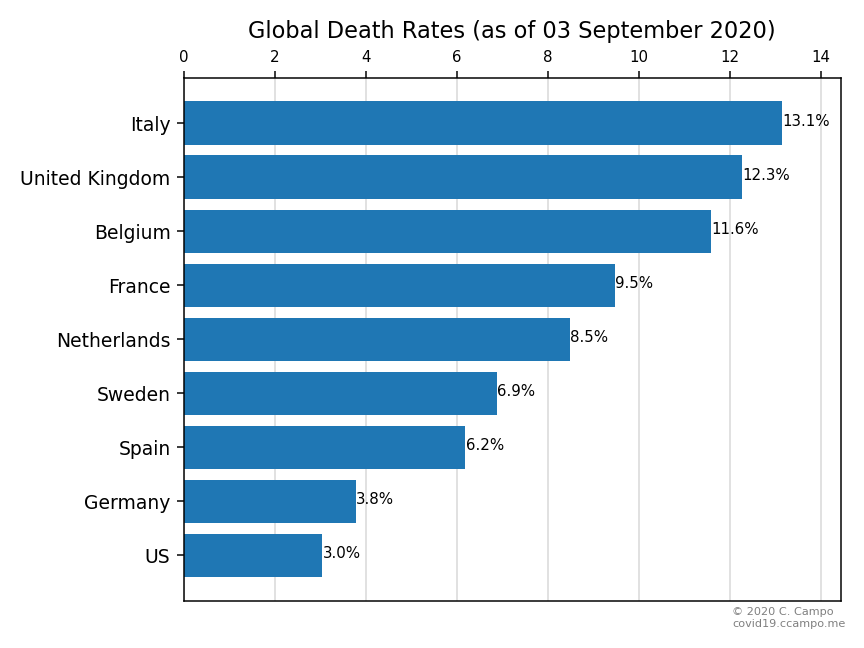 Global Death Rates (as of 03 September 2020)
0 2 4 6 8 10 12 14
Italy 13.1%
United Kingdom 12.3%
Belgium 11.6%
France 9.5%
Netherlands 8.5%
Sweden 6.9%
Spain 6.2%
Germany 3.8%
US 3.0%
© 2020 C. Campo
covid19.ccampo.me